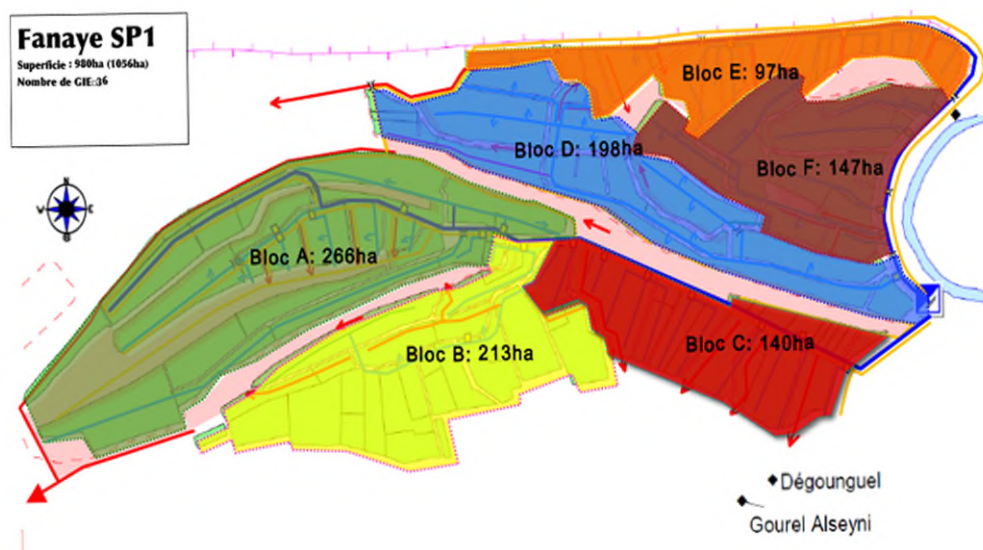 Fanaye SP1
Superficie : 980ha (1056ha)
Nombre de GIE:36
Bloc E: 97ha
Bloc D: 198ha
Bloc F: 147ha
N
W E
S
Bloc A: 266ha
Bloc B: 213ha
Bloc C: 140ha
Dégounguel
Gourel Alseyni